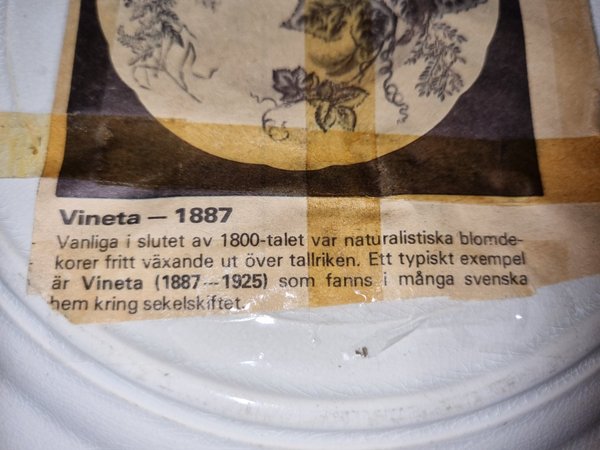 Vineta — 1887
Vanliga i slutet av 1800-talet var naturalistiska blomde-
korer fritt växande ut över tallriken. Ett typiskt exempel
är Vineta (1887---1925) som fanns i många svenska
hem kring sekelskiftet.